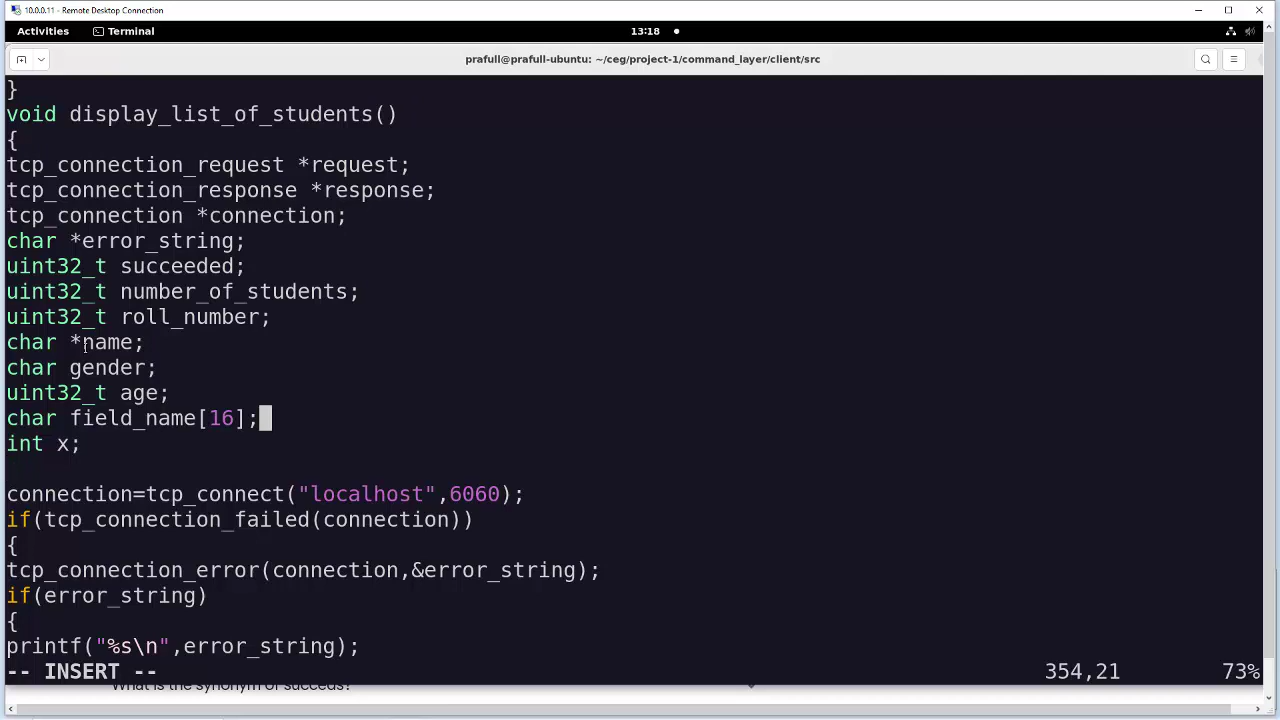 10.0.0.11 - Remote Desktop Connection
Activities Terminal 13:18
prafull@prafull-ubuntu: ~/ceg/project-1/command_layer/client/src
}
void display_list_of_students()
{
tcp_connection_request *request;
tcp_connection_response *response;
tcp_connection *connection;
char *error_string;
uint32_t succeeded;
uint32_t number_of_students;
uint32_t roll_number;
char *name;
char gender;
uint32_t age;
char field_name[16];
int x;
connection=tcp_connect("localhost",6060);
if(tcp_connection_failed(connection))
{
tcp_connection_error(connection,&error_string);
if(error_string)
{
printf("%s\n",error_string);
-- INSERT -- 354,21 73%
What is the synonym of succeds?